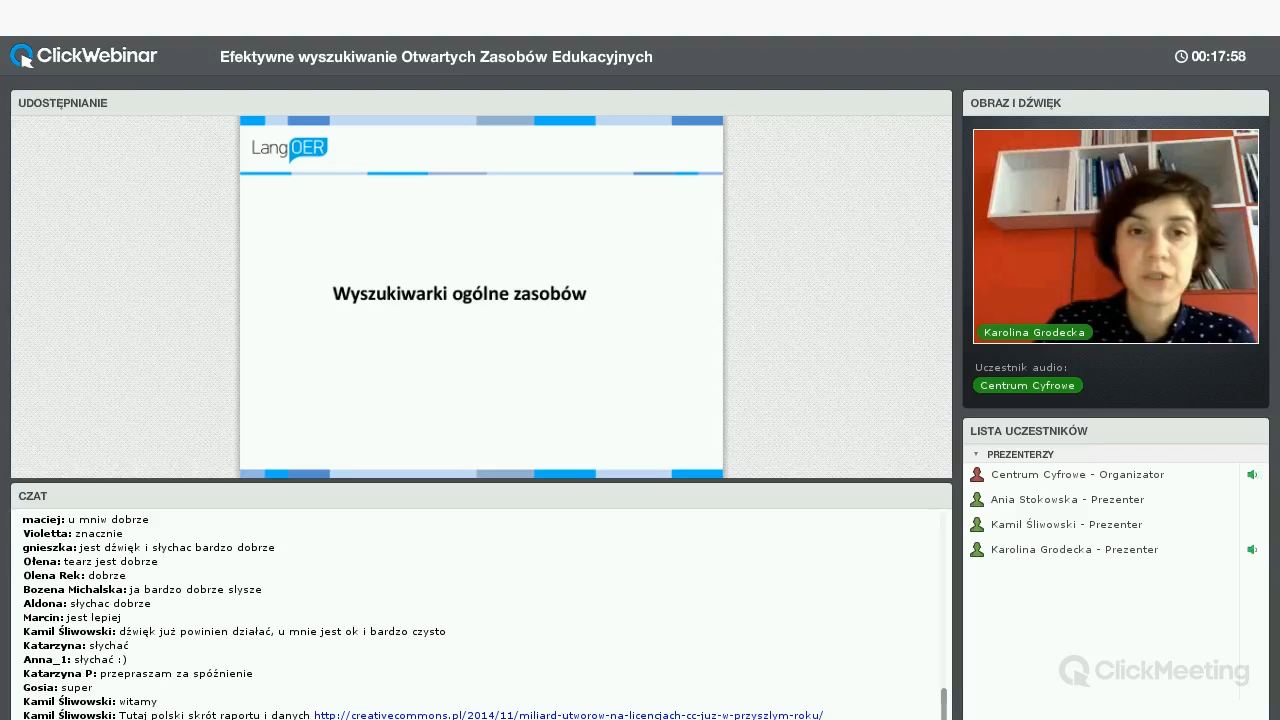 ClickWebinar
Efektywne wyszukiwanie Otwartych Zasobów Edukacyjnych
00:17:58
UDOSTĘPNIANIE
LangOER
Wyszukiwarki ogólne zasobów
OBRAZ I DŹWIĘK
Karolina Grodecka
Uczestnik audio:
Centrum Cyfrowe
LISTA UCZESTNIKÓW
PREZENTERZY
Centrum Cyfrowe - Organizator
Ania Stokowska - Prezenter
Kamil Śliwowski - Prezenter
Karolina Grodecka - Prezenter
ClickMeeting
CZAT
maciej: u mniw dobrze
Violetta: znacznie
gnieszka: jest dźwięk i słychac bardzo dobrze
Ołena: tearz jest dobrze
Olena Rek: dobrze
Bozena Michalska: ja bardzo dobrze slysze
Aldona: słychac dobrze
Marcin: jest lepiej
Kamil Śliwowski: dźwięk już powinien działać, u mnie jest ok i bardzo czysto
Katarzyna: słychać
Anna_1: słychać :)
Katarzyna P: przepraszam za spóźnienie
Gosia: super
Kamil Śliwowski: witamy
Kamil Śliwowski: Tutaj polski skrót raportu i danych http://creativecommons.pl/2014/11/miliard-utworow-na-licencjach-cc-juz-w-przyszlym-roku/